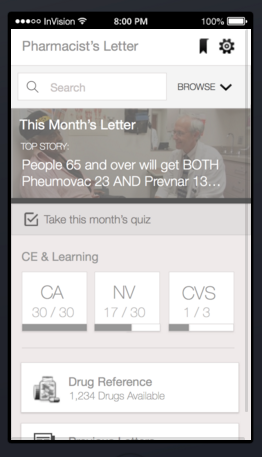 InVision 8:00 PM 100%
Pharmacist's Letter
Search BROWSE
This Month's Letter
TOP STORY:
People 65 and over will get BOTH
Pheumovac 23 AND Prevnar 13...
Take this month's quiz
CE & Learning
CA NV CVS
30 / 30 17 / 30 1 / 3
Drug Reference
1,234 Drugs Available
Previous Letters